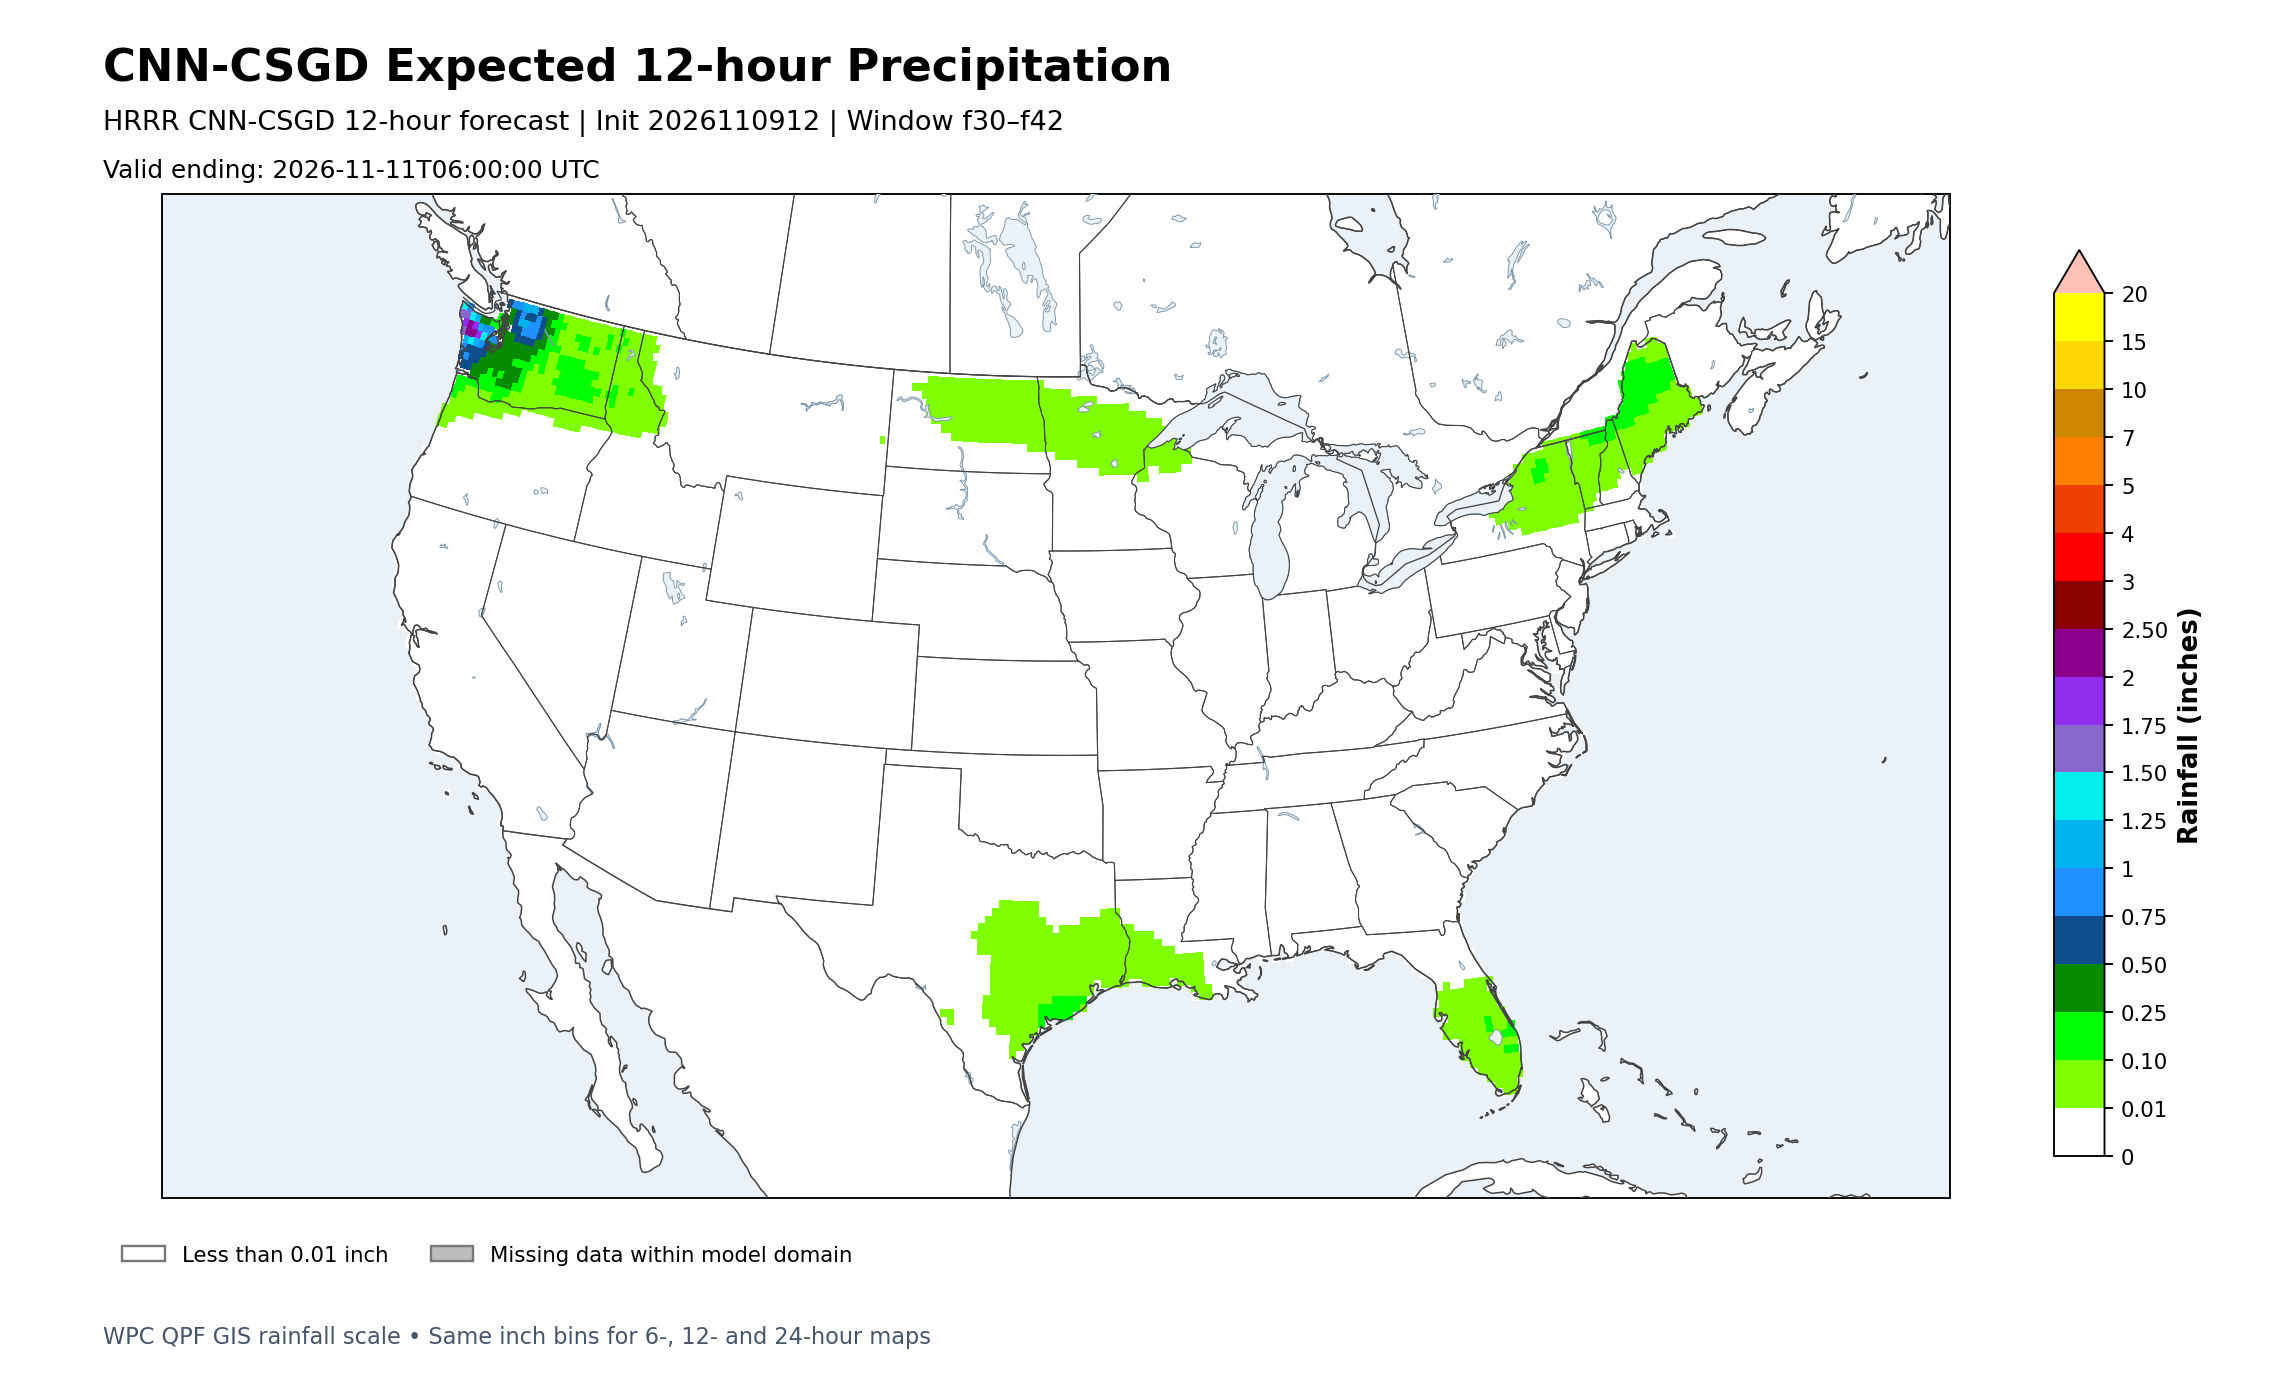 CNN-CSGD Expected 12-hour Precipitation
HRRR CNN-CSGD 12-hour forecast | Init 2026110912 | Window f30–f42
Valid ending: 2026-11-11T06:00:00 UTC
20
15
10
7
5
4
3
2.50
2
1.75
1.50
1.25
1
0.75
0.50
0.25
0.10
0.01
0
Rainfall (inches)
Less than 0.01 inch
Missing data within model domain
WPC QPF GIS rainfall scale • Same inch bins for 6-, 12- and 24-hour maps